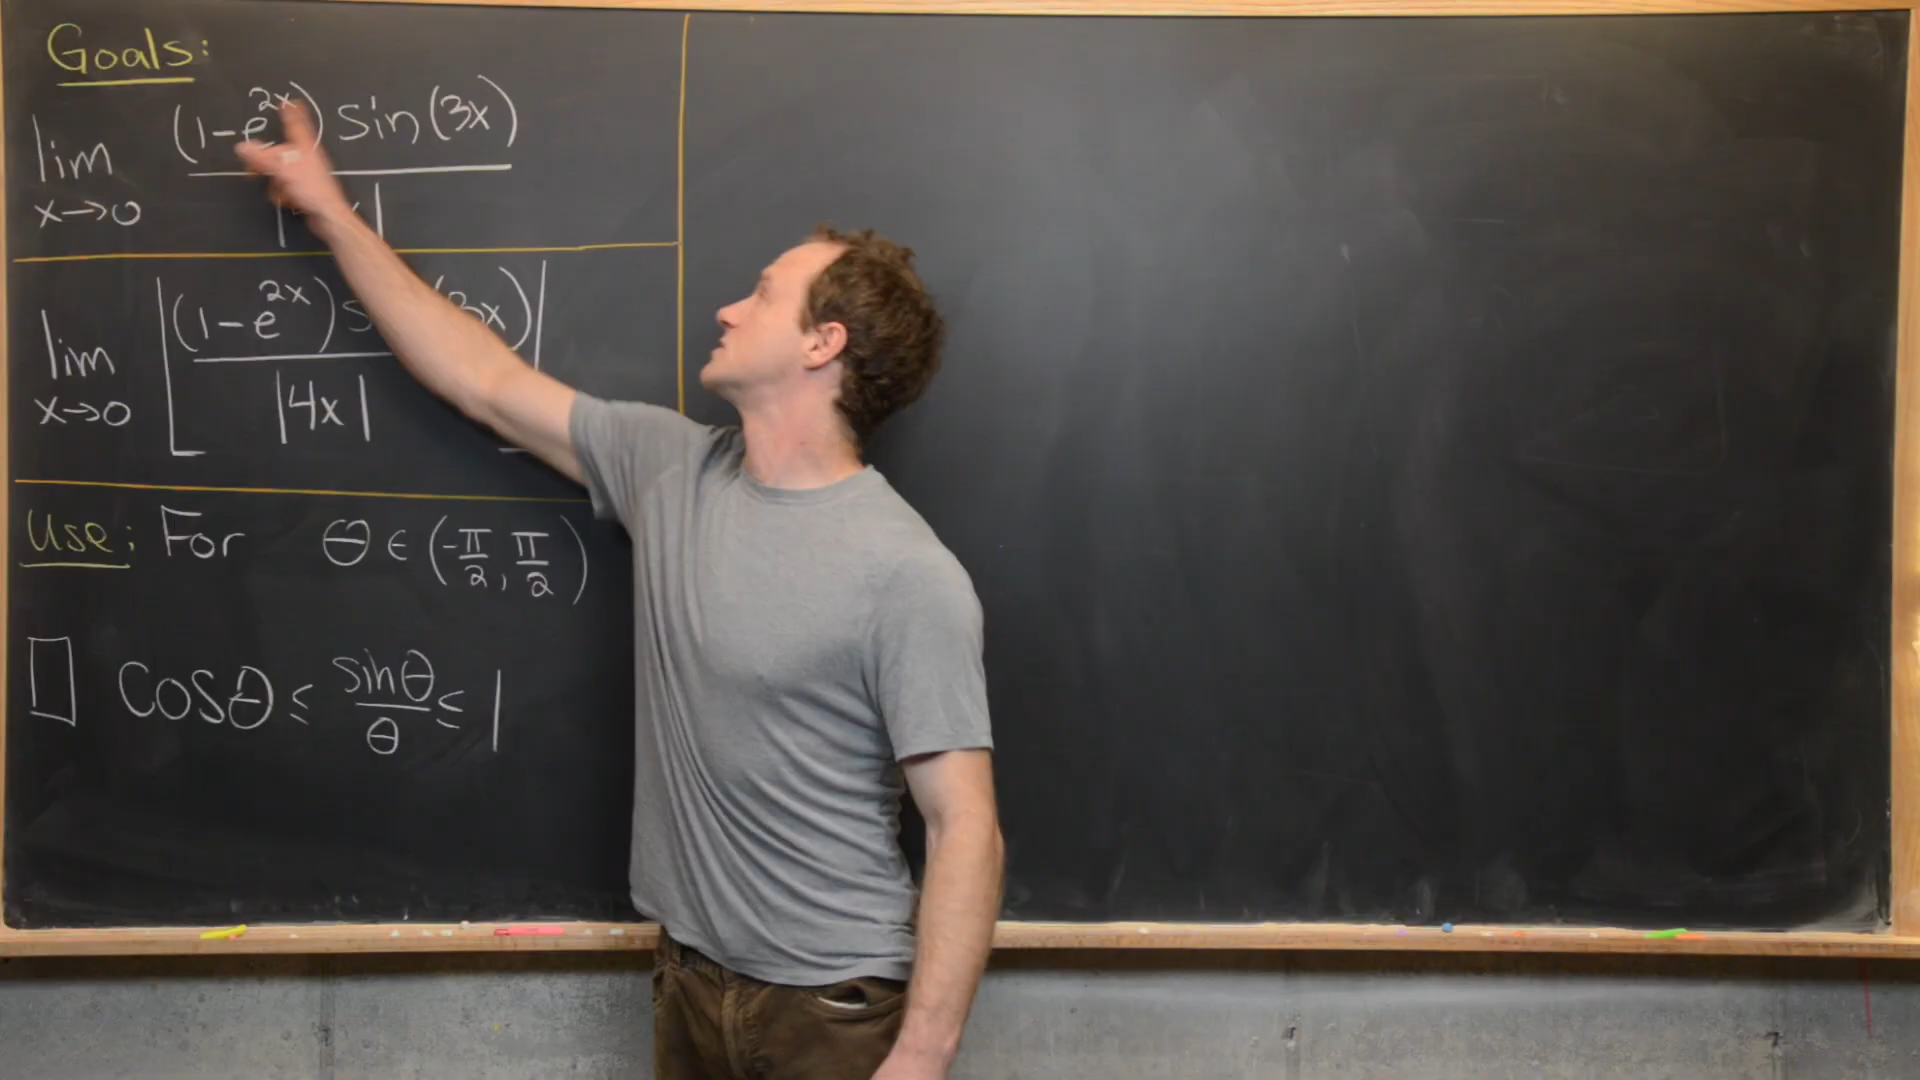 Goals:
lim x→0 (1-e^2x) sin(3x) / | x|
lim x→0 ⌊(1-e^2x) s (3x) / |4x|⌋
Use: For θ ∈ (-π/2, π/2)
□ cosθ ≤ sinθ/θ ≤ 1